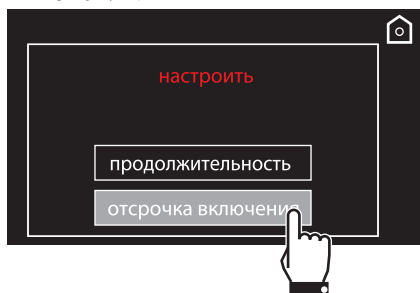 настроить
продолжительность
отсрочка включения